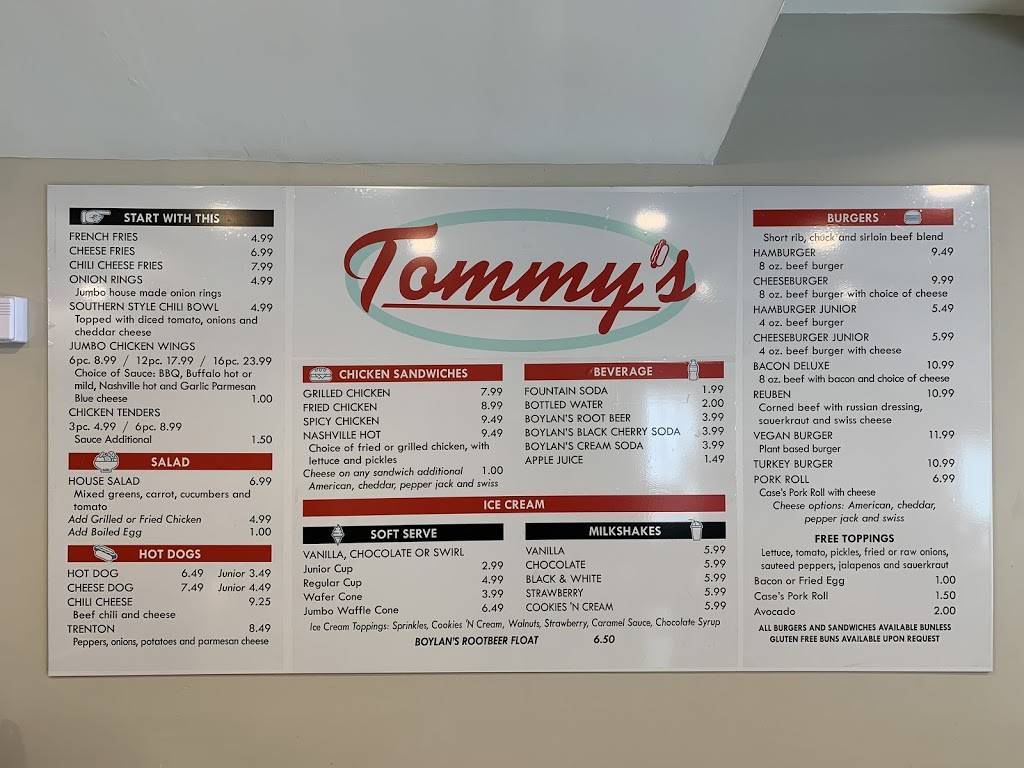 START WITH THIS
FRENCH FRIES 4.99
CHEESE FRIES 6.99
CHILI CHEESE FRIES 7.99
ONION RINGS 4.99
Jumbo house made onion rings
SOUTHERN STYLE CHILI BOWL 4.99
Topped with diced tomato, onions and
cheddar cheese
JUMBO CHICKEN WINGS
6pc. 8.99 / 12pc. 17.99 / 16pc. 23.99
Choice of Sauce: BBQ, Buffalo hot or
mild, Nashville hot and Garlic Parmesan
Blue cheese 1.00
CHICKEN TENDERS
3pc. 4.99 / 6pc. 8.99
Sauce Additional 1.50
SALAD
HOUSE SALAD 6.99
Mixed greens, carrot, cucumbers and
tomato
Add Grilled or Fried Chicken 4.99
Add Boiled Egg 1.00
HOT DOGS
HOT DOG 6.49 Junior 3.49
CHEESE DOG 7.49 Junior 4.49
CHILI CHEESE 9.25
Beef chili and cheese
TRENTON 8.49
Peppers, onions, potatoes and parmesan cheese
Tommy's
CHICKEN SANDWICHES
GRILLED CHICKEN 7.99
FRIED CHICKEN 8.99
SPICY CHICKEN 9.49
NASHVILLE HOT 9.49
Choice of fried or grilled chicken, with
lettuce and pickles
Cheese on any sandwich additional 1.00
American, cheddar, pepper jack and swiss
BEVERAGE
FOUNTAIN SODA 1.99
BOTTLED WATER 2.00
BOYLAN'S ROOT BEER 3.99
BOYLAN'S BLACK CHERRY SODA 3.99
BOYLAN'S CREAM SODA 3.99
APPLE JUICE 1.49
ICE CREAM
SOFT SERVE
VANILLA, CHOCOLATE OR SWIRL
Junior Cup 2.99
Regular Cup 4.99
Wafer Cone 3.99
Jumbo Waffle Cone 6.49
MILKSHAKES
VANILLA 5.99
CHOCOLATE 5.99
BLACK & WHITE 5.99
STRAWBERRY 5.99
COOKIES 'N CREAM 5.99
Ice Cream Toppings: Sprinkles, Cookies 'N Cream, Walnuts, Strawberry, Caramel Sauce, Chocolate Syrup
BOYLAN'S ROOTBEER FLOAT 6.50
BURGERS
Short rib, chuck and sirloin beef blend
HAMBURGER 9.49
8 oz. beef burger
CHEESEBURGER 9.99
8 oz. beef burger with choice of cheese
HAMBURGER JUNIOR 5.49
4 oz. beef burger
CHEESEBURGER JUNIOR 5.99
4 oz. beef burger with cheese
BACON DELUXE 10.99
8 oz. beef with bacon and choice of cheese
REUBEN 10.99
Corned beef with russian dressing,
sauerkraut and swiss cheese
VEGAN BURGER 11.99
Plant based burger
TURKEY BURGER 10.99
PORK ROLL 6.99
Case's Pork Roll with cheese
Cheese options: American, cheddar,
pepper jack and swiss
FREE TOPPINGS
Lettuce, tomato, pickles, fried or raw onions,
sauteed peppers, jalapenos and sauerkraut
Bacon or Fried Egg 1.00
Case's Pork Roll 1.50
Avocado 2.00
ALL BURGERS AND SANDWICHES AVAILABLE BUNLESS
GLUTEN FREE BUNS AVAILABLE UPON REQUEST